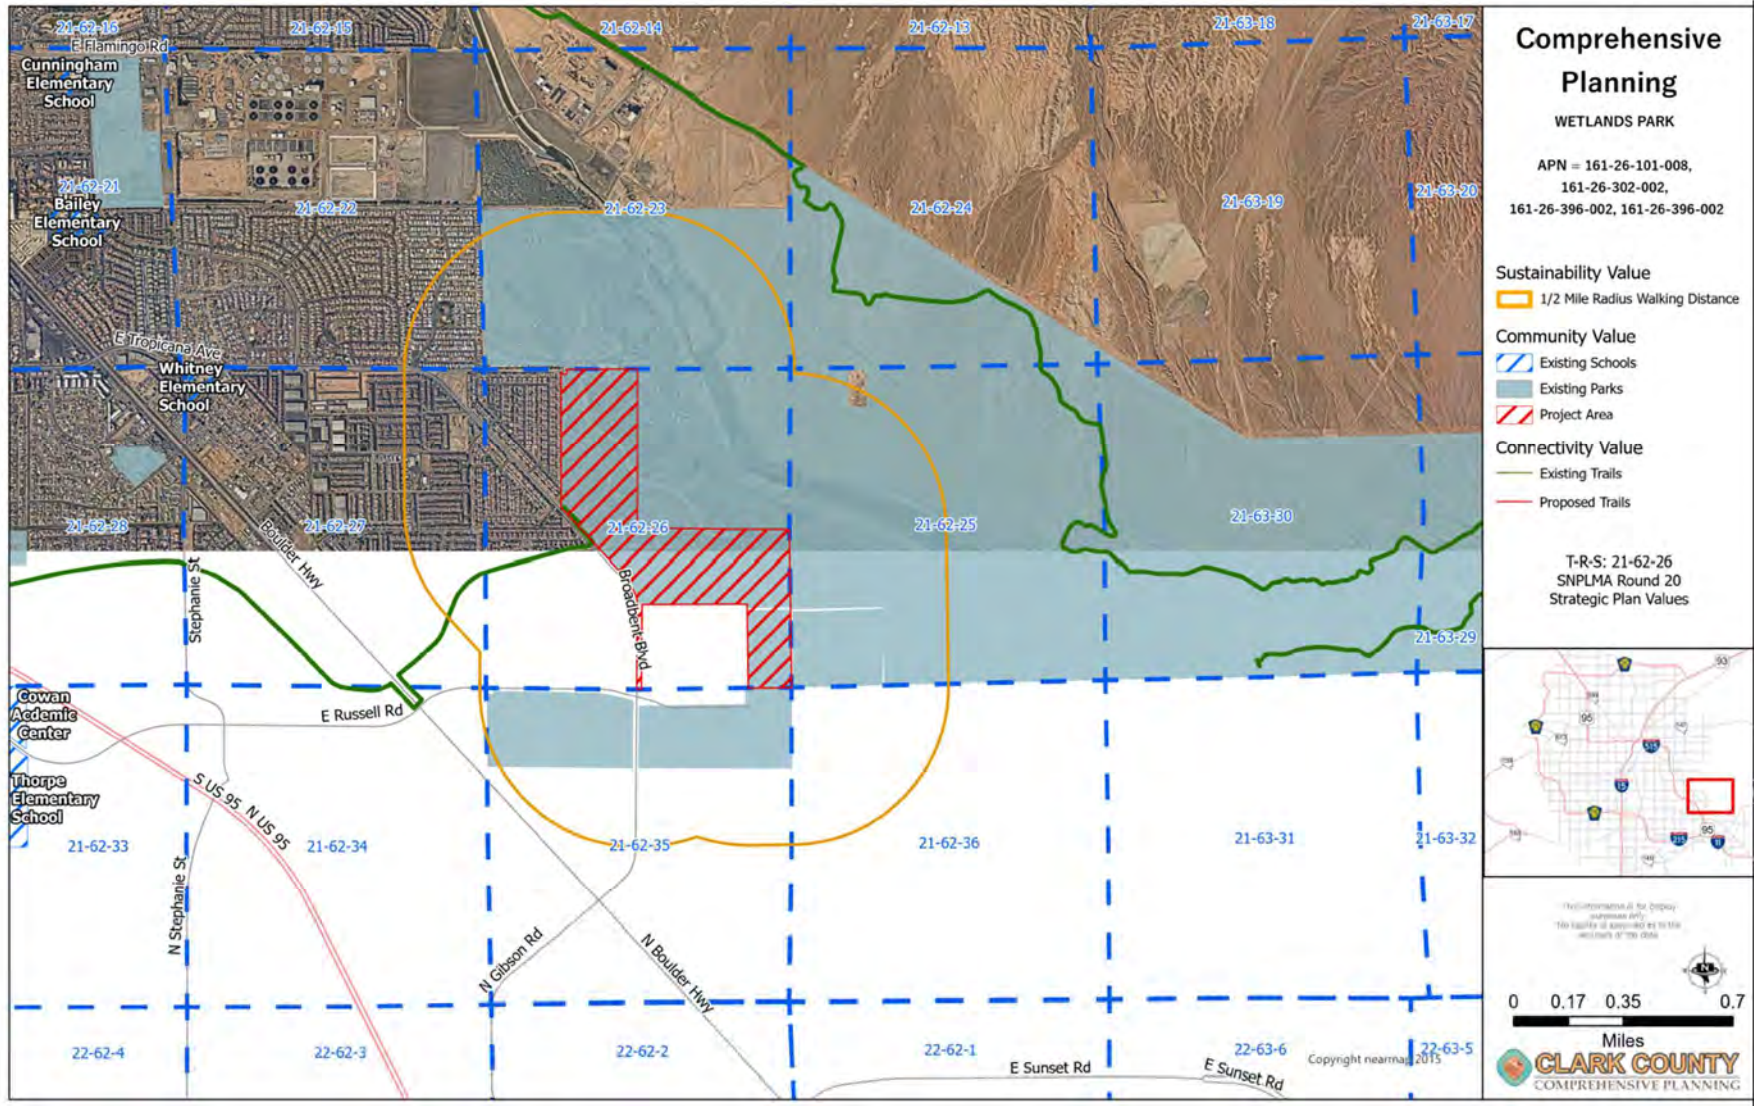 21-62-16
21-62-15
21-62-14
21-62-13
21-63-18
21-63-17
E Flamingo Rd
Cunningham
Elementary
School
21-62-21
Bailey
Elementary
School
21-62-22
21-62-23
21-62-24
21-63-19
21-63-20
E Tropicana Ave
Whitney
Elementary
School
21-62-28
21-62-27
21-62-26
21-62-25
21-63-30
Boulder Hwy
Stephanie St
Broadbent Blvd
21-63-29
Cowan
Acdemic
Center
E Russell Rd
Thorpe
Elementary
School
S US 95
N US 95
21-62-33
21-62-34
21-62-35
21-62-36
21-63-31
21-63-32
N Stephanie St
N Gibson Rd
N Boulder Hwy
22-62-4
22-62-3
22-62-2
22-62-1
22-63-6
22-63-5
E Sunset Rd
E Sunset Rd
Copyright nearmap 2015
Comprehensive
Planning
WETLANDS PARK
APN = 161-26-101-008,
161-26-302-002,
161-26-396-002, 161-26-396-002
Sustainability Value
1/2 Mile Radius Walking Distance
Community Value
Existing Schools
Existing Parks
Project Area
Connectivity Value
Existing Trails
Proposed Trails
T-R-S: 21-62-26
SNPLMA Round 20
Strategic Plan Values
93
95
515
15
95
215
11
N
0 0.17 0.35 0.7
Miles
CLARK COUNTY
COMPREHENSIVE PLANNING